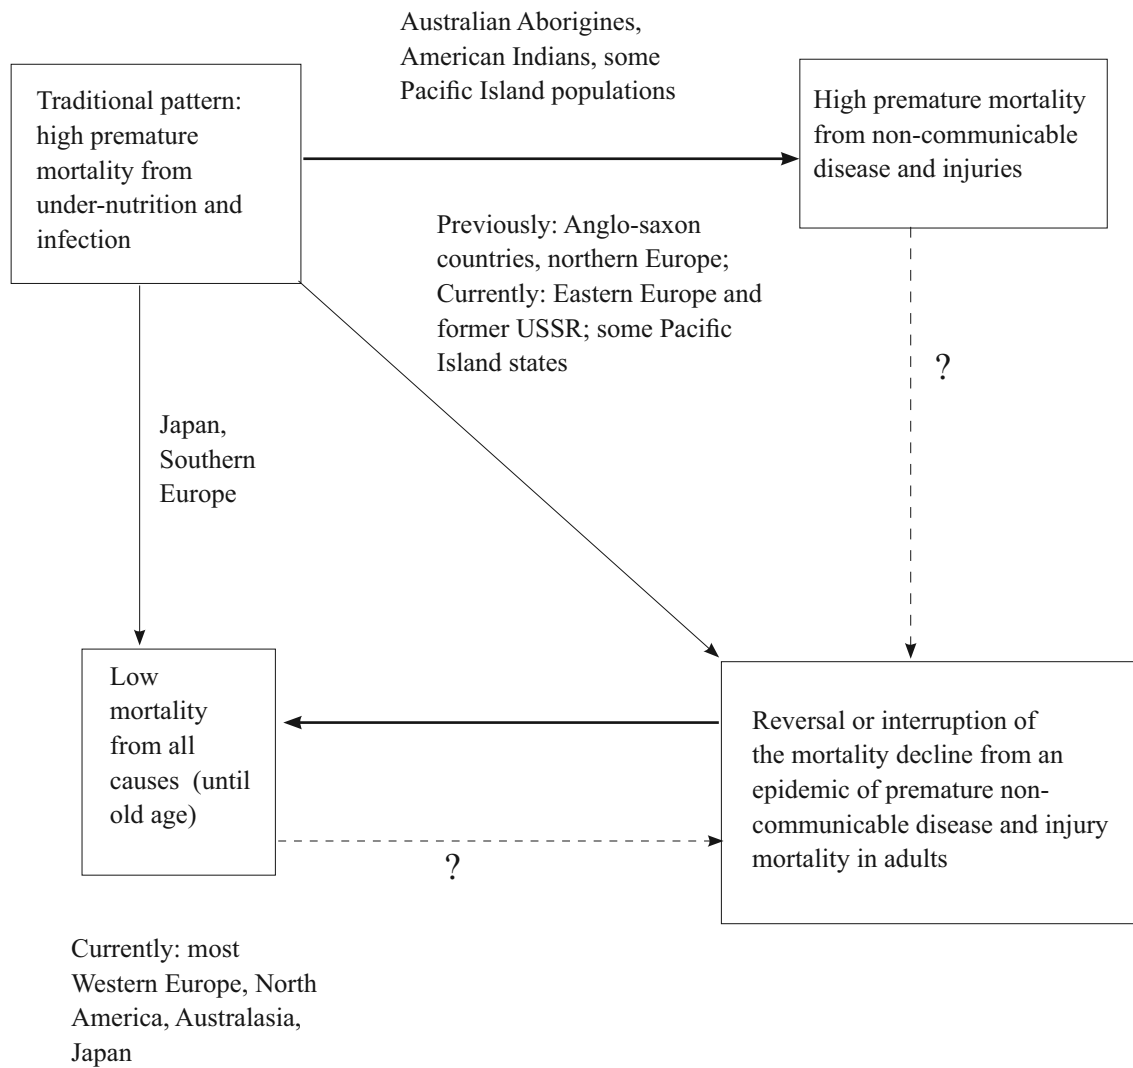 Australian Aborigines,
American Indians, some
Pacific Island populations
Traditional pattern:
high premature
mortality from
under-nutrition and
infection
High premature mortality
from non-communicable
disease and injuries
Previously: Anglo-saxon
countries, northern Europe;
Currently: Eastern Europe and
former USSR; some Pacific
Island states
?
Japan,
Southern
Europe
Low
mortality
from all
causes (until
old age)
Reversal or interruption of
the mortality decline from an
epidemic of premature non-
communicable disease and injury
mortality in adults
?
Currently: most
Western Europe, North
America, Australasia,
Japan